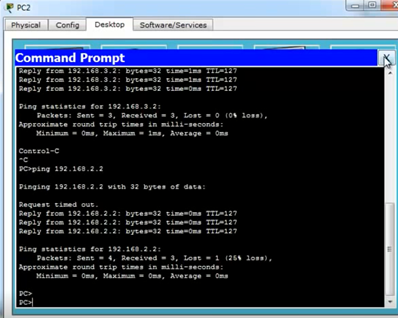 PC2
Physical Config Desktop Software/Services
Command Prompt
X
Reply from 192.168.3.2: bytes=32 time=1ms TTL=127
Reply from 192.168.3.2: bytes=32 time=1ms TTL=127
Reply from 192.168.3.2: bytes=32 time=0ms TTL=127
Ping statistics for 192.168.3.2:
Packets: Sent = 3, Received = 3, Lost = 0 (0% loss),
Approximate round trip times in milli-seconds:
Minimum = 0ms, Maximum = 1ms, Average = 0ms
Control-C
^C
PC>ping 192.168.2.2
Pinging 192.168.2.2 with 32 bytes of data:
Request timed out.
Reply from 192.168.2.2: bytes=32 time=0ms TTL=127
Reply from 192.168.2.2: bytes=32 time=0ms TTL=127
Reply from 192.168.2.2: bytes=32 time=0ms TTL=127
Ping statistics for 192.168.2.2:
Packets: Sent = 4, Received = 3, Lost = 1 (25% loss),
Approximate round trip times in milli-seconds:
Minimum = 0ms, Maximum = 0ms, Average = 0ms
PC>
PC>